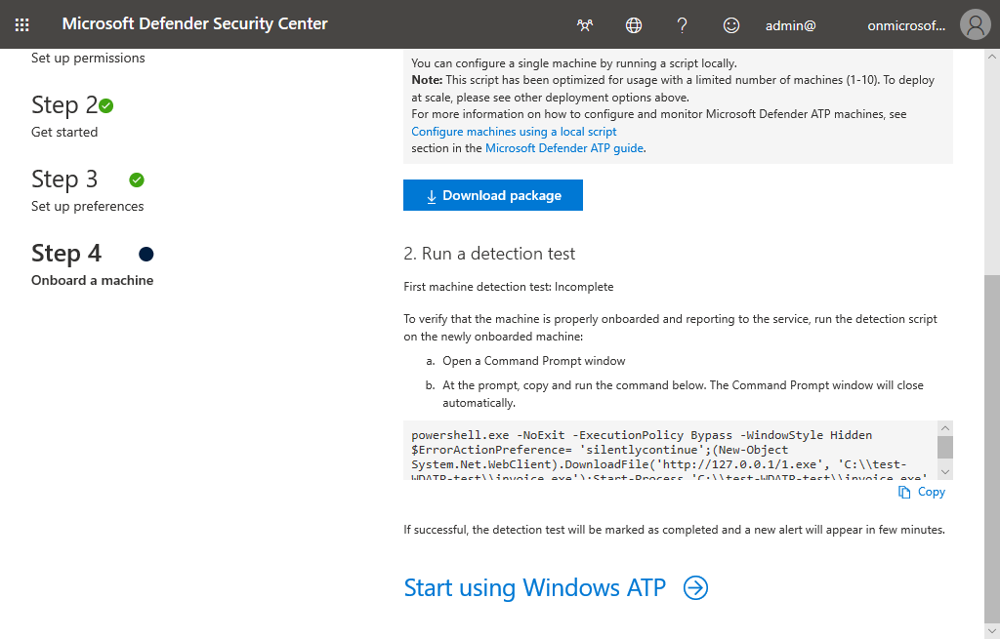 Microsoft Defender Security Center
admin@
onmicrosof...
Set up permissions
Step 2
Get started
Step 3
Set up preferences
Step 4
Onboard a machine
You can configure a single machine by running a script locally.
Note: This script has been optimized for usage with a limited number of machines (1-10). To deploy
at scale, please see other deployment options above.
For more information on how to configure and monitor Microsoft Defender ATP machines, see
Configure machines using a local script
section in the Microsoft Defender ATP guide.
Download package
2. Run a detection test
First machine detection test: Incomplete
To verify that the machine is properly onboarded and reporting to the service, run the detection script
on the newly onboarded machine:
a. Open a Command Prompt window
b. At the prompt, copy and run the command below. The Command Prompt window will close
automatically.
powershell.exe -NoExit -ExecutionPolicy Bypass -WindowStyle Hidden
$ErrorActionPreference= 'silentlycontinue';(New-Object
System.Net.WebClient).DownloadFile('http://127.0.0.1/1.exe', 'C:\\test-
WDATP-test\\invoice.exe');Start-Process 'C:\\test-WDATP-test\\invoice.exe'
Copy
If successful, the detection test will be marked as completed and a new alert will appear in few minutes.
Start using Windows ATP